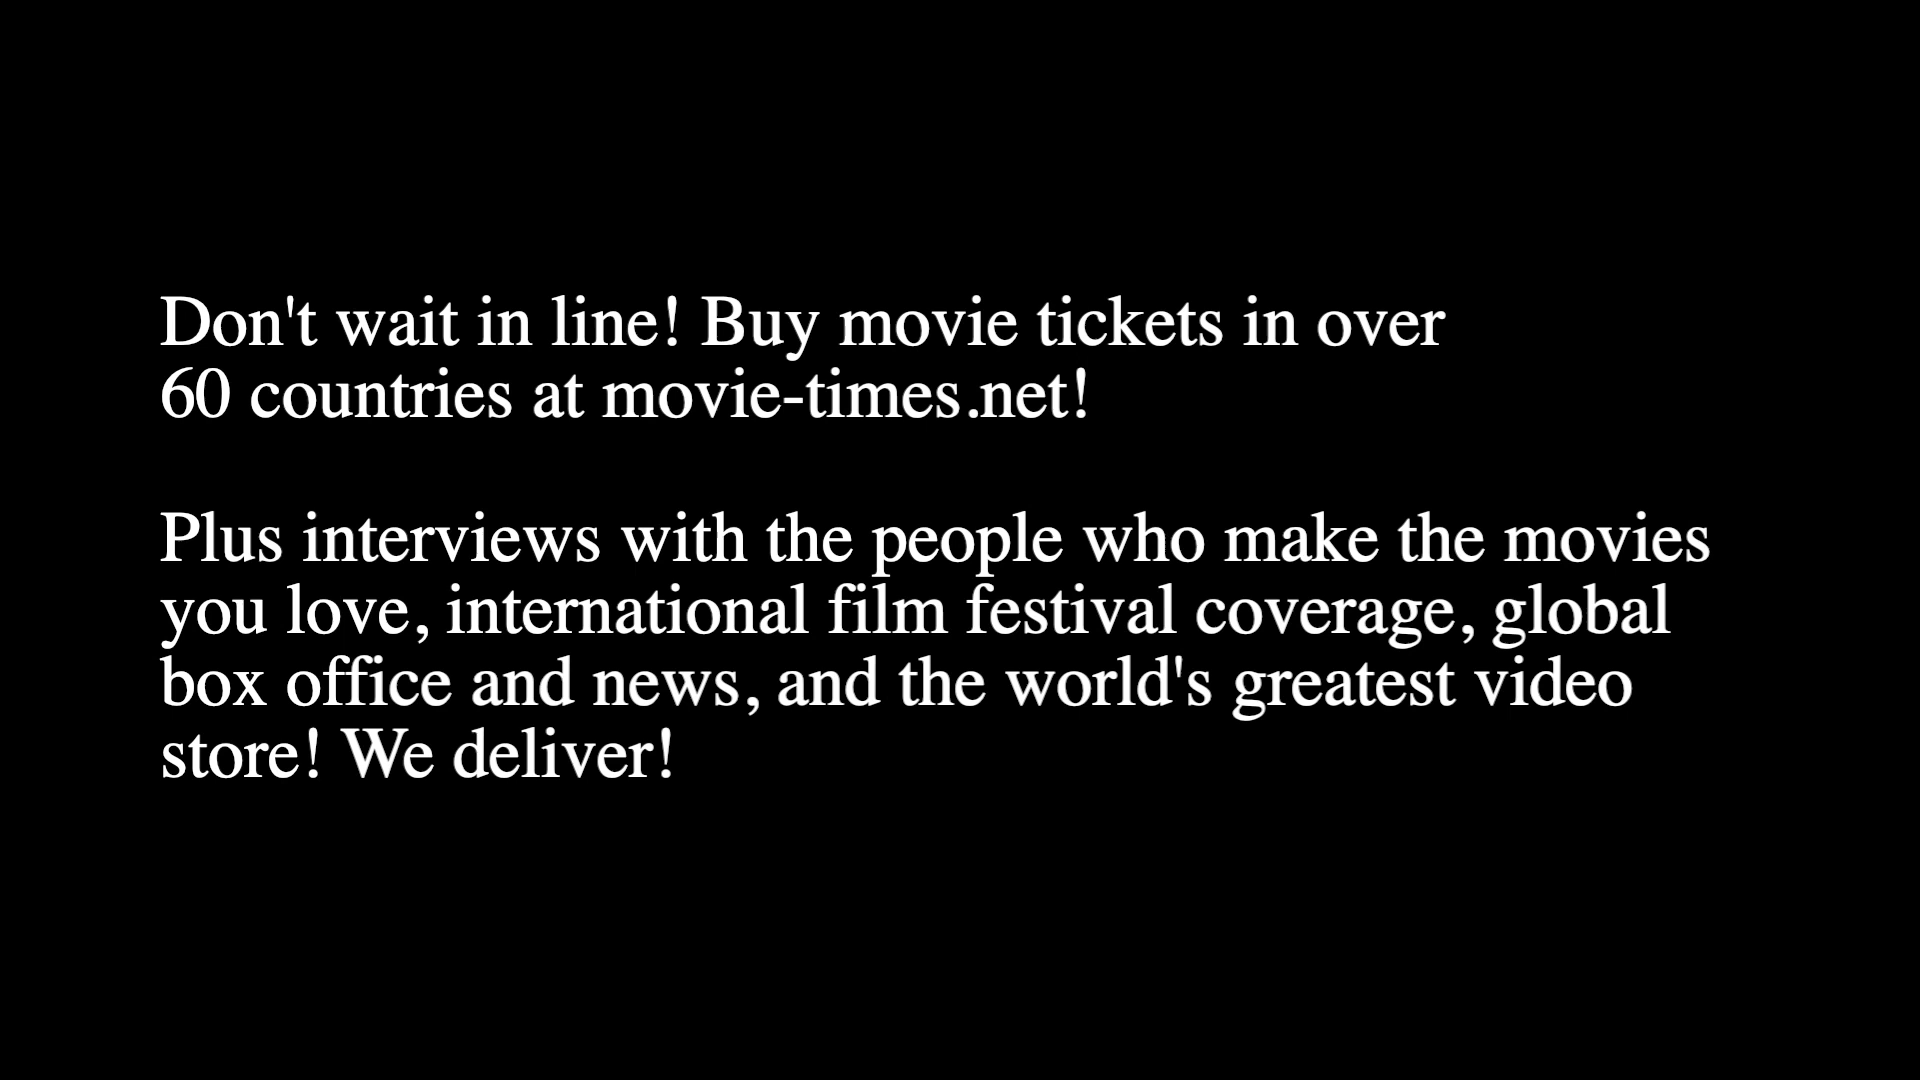 Don't wait in line! Buy movie tickets in over
60 countries at movie-times.net!
Plus interviews with the people who make the movies
you love, international film festival coverage, global
box office and news, and the world's greatest video
store! We deliver!